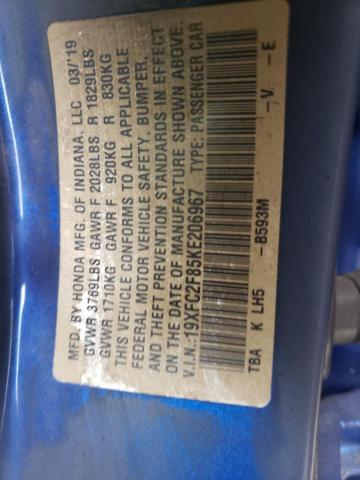 MFD. BY HONDA MFG. OF INDIANA, LLC 03/'19
GVWR 3769LBS GAWR F 2028LBS R 1829LBS
GVWR 1710KG GAWR F 920KG R 830KG
THIS VEHICLE CONFORMS TO ALL APPLICABLE
FEDERAL MOTOR VEHICLE SAFETY, BUMPER,
AND THEFT PREVENTION STANDARDS IN EFFECT
ON THE DATE OF MANUFACTURE SHOWN ABOVE.
V.I.N.:19XFC2F85KE206967 TYPE: PASSENGER CAR
-B593M -V -E
TBA K LH5